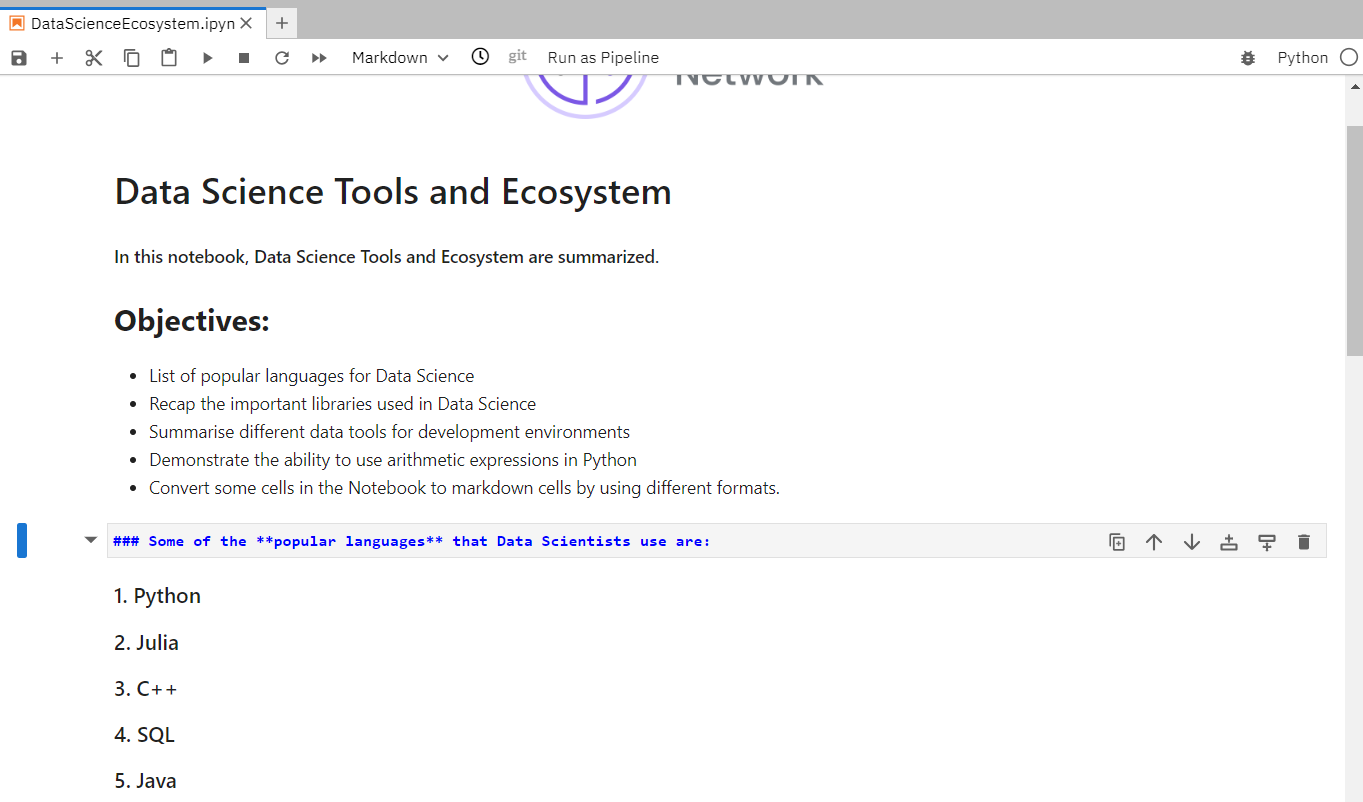 DataScienceEcosystem.ipyn
Markdown
git
Run as Pipeline
Python
Network
Data Science Tools and Ecosystem
In this notebook, Data Science Tools and Ecosystem are summarized.
Objectives:
• List of popular languages for Data Science
• Recap the important libraries used in Data Science
• Summarise different data tools for development environments
• Demonstrate the ability to use arithmetic expressions in Python
• Convert some cells in the Notebook to markdown cells by using different formats.
### Some of the **popular languages** that Data Scientists use are:
1. Python
2. Julia
3. C++
4. SQL
5. Java